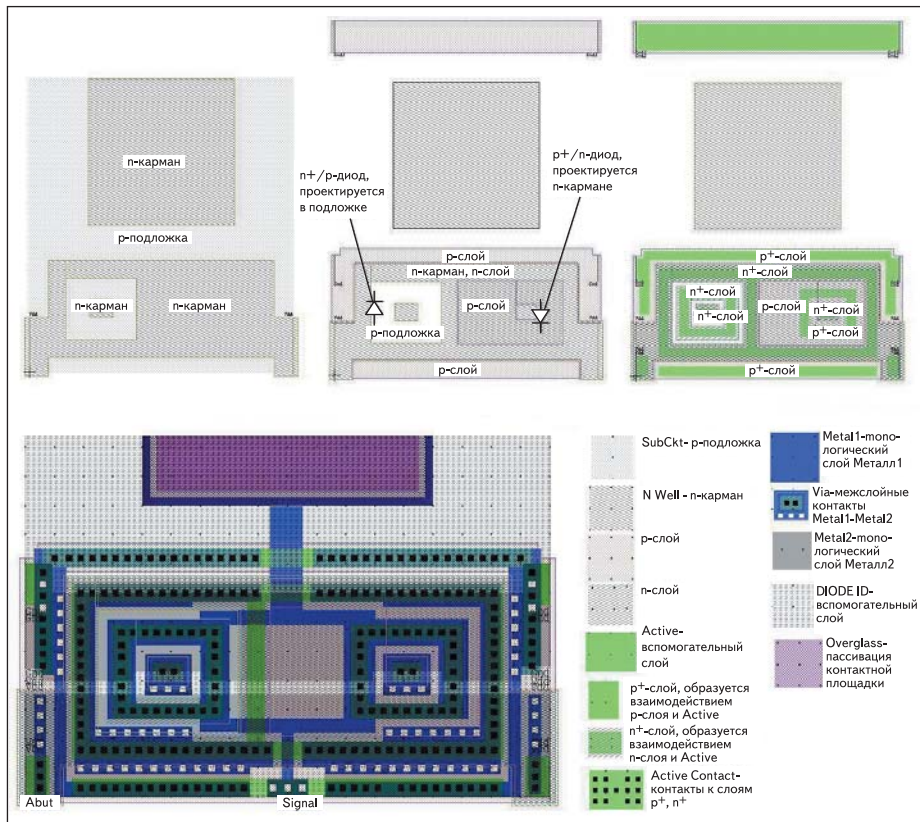 n-карман
p-подложка
n-карман
n-карман
n+/p-диод,
проектируется
в подложке
p+/n-диод,
проектируется
n-кармане
p-слой
n-карман, n-слой
p-слой
p-подложка
p-слой
p+-слой
n+-слой
n+-слой
n+-слой
p-слой
n+-слой
p+-слой
p+-слой
Abut
Signal
SubCkt- p-подложка
N Well - n-карман
p-слой
n-слой
Active-
вспомогательный
слой
p+-слой, образуется
взаимодействием
p-слоя и Active
n+-слой, образуется
взаимодействием
n-слоя и Active
Active Contact-
контакты к слоям
p+, n+
Metal1-mono-
логический
слой Металл1
Via-межслойные
контакты
Metal1-Metal2
Metal2-mono-
логический
слой Металл2
DIODE ID-
вспомогательный
слой
Overglass-
пассивация
контактной
площадки